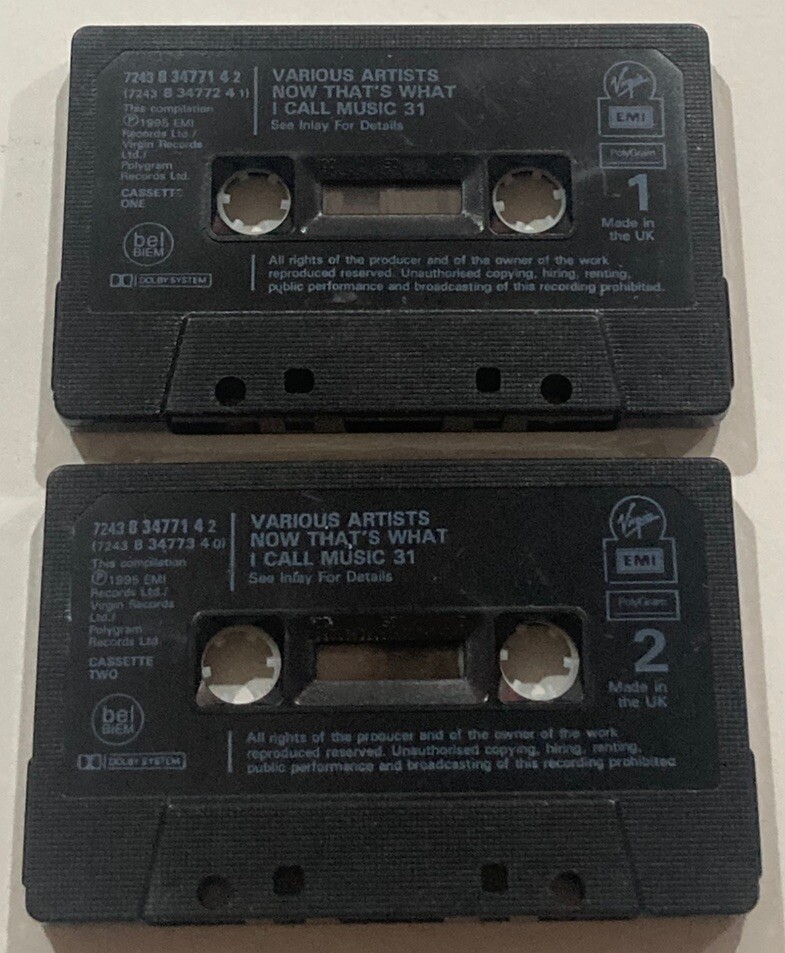 7243 8 34771 4 2
(7243 8 34772 4 1)
This compilation
Ⓟ1995 EMI
Records Ltd./
Virgin Records
Ltd./
Polygram
Records Ltd.
CASSETTE
ONE
bel
BIEM
DOLBY SYSTEM
VARIOUS ARTISTS
NOW THAT'S WHAT
I CALL MUSIC 31
See Inlay For Details
Virgin
EMI
PolyGram
1
Made in
the UK
All rights of the producer and of the owner of the work
reproduced reserved. Unauthorised copying, hiring, renting,
public performance and broadcasting of this recording prohibited.
7243 8 34771 4 2
(7243 8 34773 4 0)
This compilation
Ⓟ1995 EMI
Records Ltd./
Virgin Records
Ltd./
Polygram
Records Ltd.
CASSETTE
TWO
bel
BIEM
DOLBY SYSTEM
VARIOUS ARTISTS
NOW THAT'S WHAT
I CALL MUSIC 31
See Inlay For Details
Virgin
EMI
PolyGram
2
Made in
the UK
All rights of the producer and of the owner of the work
reproduced reserved. Unauthorised copying, hiring, renting,
public performance and broadcasting of this recording prohibited